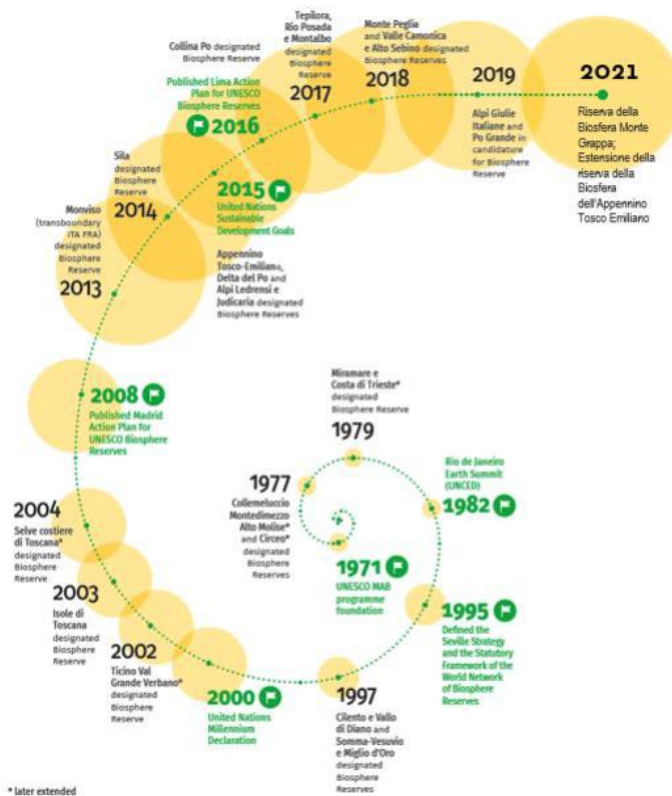 Collina Po designated
Biosphere Reserve
Published Lima Action
Plan for UNESCO
Biosphere Reserves
2016
Tepilora,
Rio Posada
e Montalbo
designated
Biosphere
Reserve
2017
Monte Peglia
and Valle Camonica
e Alto Sebino designated
Biosphere Reserves
2018
2019
Alpi Giulie
Italiane and
Po Grande in
candidature
for Biosphere
Reserve
2021
Riserva della
Biosfera Monte
Grappa;
Estensione della
riserva della
Biosfera
dell'Appennino
Tosco Emiliano
Sila
designated
Biosphere
Reserve
2014
2015
United Nations
Sustainable
Development Goals
Appennino
Tosco-Emiliano,
Delta del Po and
Alpi Ledrensi e
Judicaria designated
Biosphere Reserves
Monviso
(transboundary
ITA FRA)
designated
Biosphere
Reserve
2013
2008
Published Madrid
Action Plan for
UNESCO Biosphere
Reserves
Miramare e
Costa di Trieste*
designated
Biosphere Reserve
1979
1977
Collemeluccio
Montedimezzo
Alto Molise*
and Circeo*
designated
Biosphere
Reserves
Rio de Janeiro
Earth Summit
(UNCED)
1982
1971
UNESCO MAB
programme
foundation
1995
Defined the
Seville Strategy
and the Statutory
Framework of the
World Network
of Biosphere
Reserves
2004
Selve costiere
di Toscana*
designated
Biosphere
Reserve
2003
Isole di
Toscana
designated
Biosphere
Reserve
2002
Ticino Val
Grande Verbano*
designated
Biosphere
Reserve
2000
United Nations
Millennium
Declaration
1997
Cilento e Vallo
di Diano and
Somma-Vesuvio
e Miglio d'Oro
designated
Biosphere
Reserves
* later extended